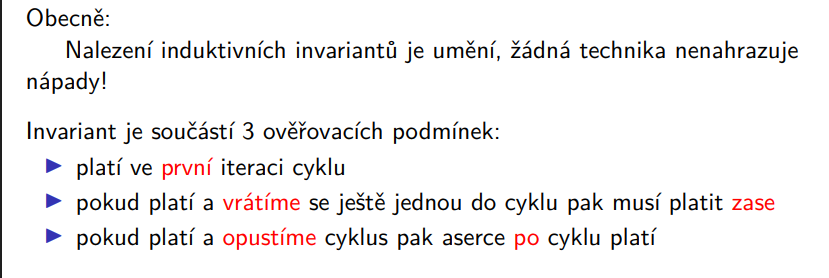 Obecně:
Nalezení induktivních invariantů je umění, žádná technika nenahrazuje
nápady!
Invariant je součástí 3 ověřovacích podmínek:
▶ platí ve první iteraci cyklu
▶ pokud platí a vrátíme se ještě jednou do cyklu pak musí platit zase
▶ pokud platí a opustíme cyklus pak aserce po cyklu platí